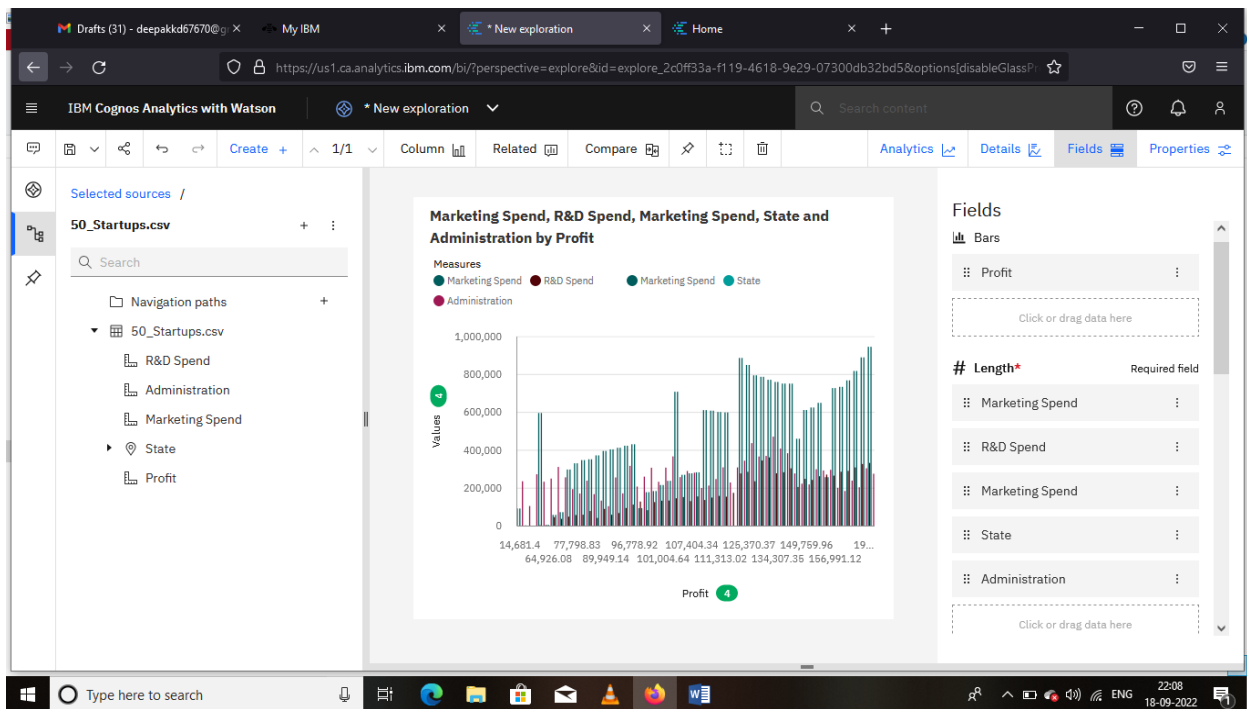 Drafts (31) - deepakkd67670@g
My IBM
* New exploration
Home
https://us1.ca.analytics.ibm.com/bi/?perspective=explore&id=explore_2c0ff33a-f119-4618-9e29-07300db32bd5&options[disableGlassPr
IBM Cognos Analytics with Watson
* New exploration
Search content
Create +
1/1
Column
Related
Compare
Analytics
Details
Fields
Properties
Selected sources /
50_Startups.csv
Search
Navigation paths
50_Startups.csv
R&D Spend
Administration
Marketing Spend
State
Profit
Marketing Spend, R&D Spend, Marketing Spend, State and
Administration by Profit
Measures
Marketing Spend R&D Spend Marketing Spend State
Administration
1,000,000
800,000
600,000
400,000
200,000
0
Values 4
14,681.4 77,798.83 96,778.92 107,404.34 125,370.37 149,759.96 19...
64,926.08 89,949.14 101,004.64 111,313.02 134,307.35 156,991.12
Profit 4
Fields
Bars
Profit
Click or drag data here
# Length* Required field
Marketing Spend
R&D Spend
Marketing Spend
State
Administration
Click or drag data here
Type here to search
ENG
22:08
18-09-2022